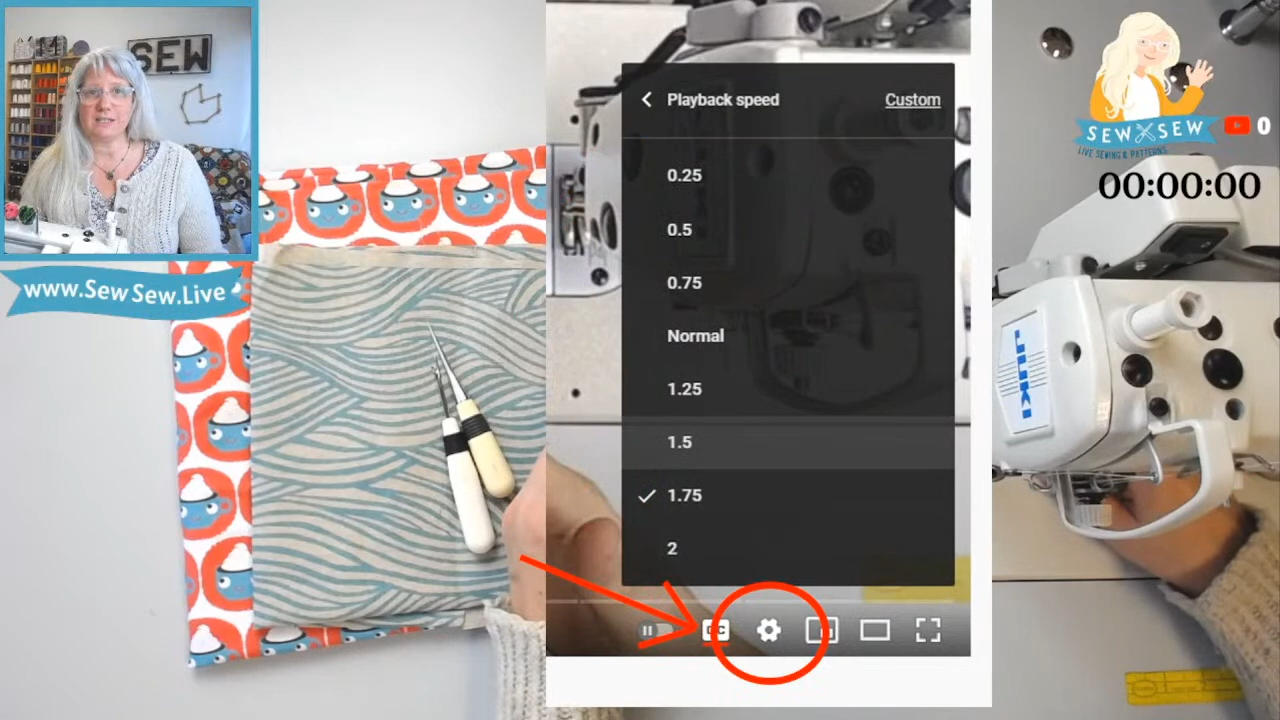 SEW
www.SewSew.Live
Playback speed
Custom
0.25
0.5
0.75
Normal
1.25
1.5
1.75
2
CC
SEW SEW
LIVE SEWING & PATTERNS
0
00:00:00
JUKI